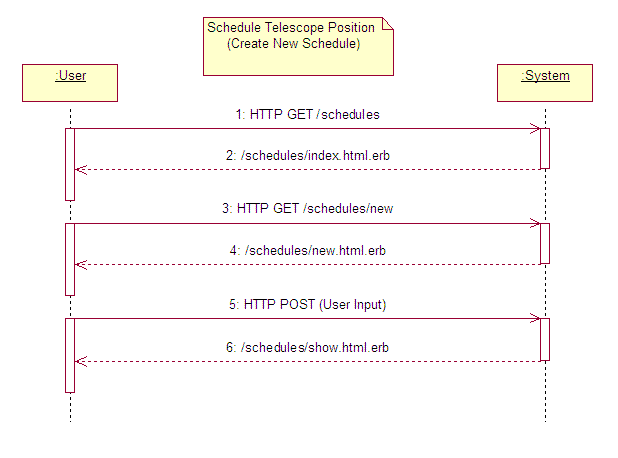 Schedule Telescope Position
(Create New Schedule)
:User
:System
1: HTTP GET /schedules
2: /schedules/index.html.erb
3: HTTP GET /schedules/new
4: /schedules/new.html.erb
5: HTTP POST (User Input)
6: /schedules/show.html.erb